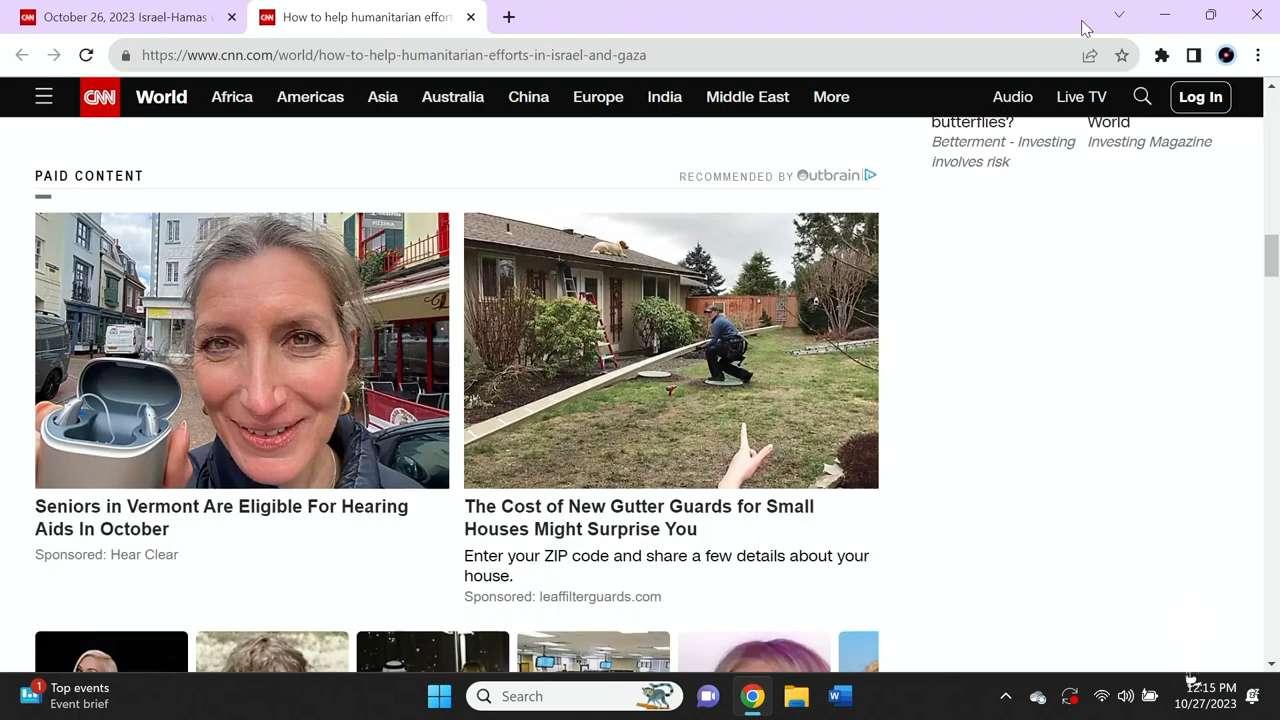 October 26, 2023 Israel-Hamas
How to help humanitarian effort
https://www.cnn.com/world/how-to-help-humanitarian-efforts-in-israel-and-gaza
CNN World Africa Americas Asia Australia China Europe India Middle East More Audio Live TV Log In
butterflies?
Betterment - Investing
involves risk
World
Investing Magazine
PAID CONTENT
RECOMMENDED BY Outbrain
Seniors in Vermont Are Eligible For Hearing
Aids In October
Sponsored: Hear Clear
The Cost of New Gutter Guards for Small
Houses Might Surprise You
Enter your ZIP code and share a few details about your
house.
Sponsored: leaffilterguards.com
1
Top events
Event brief
Search
12:15 PM
10/27/2023